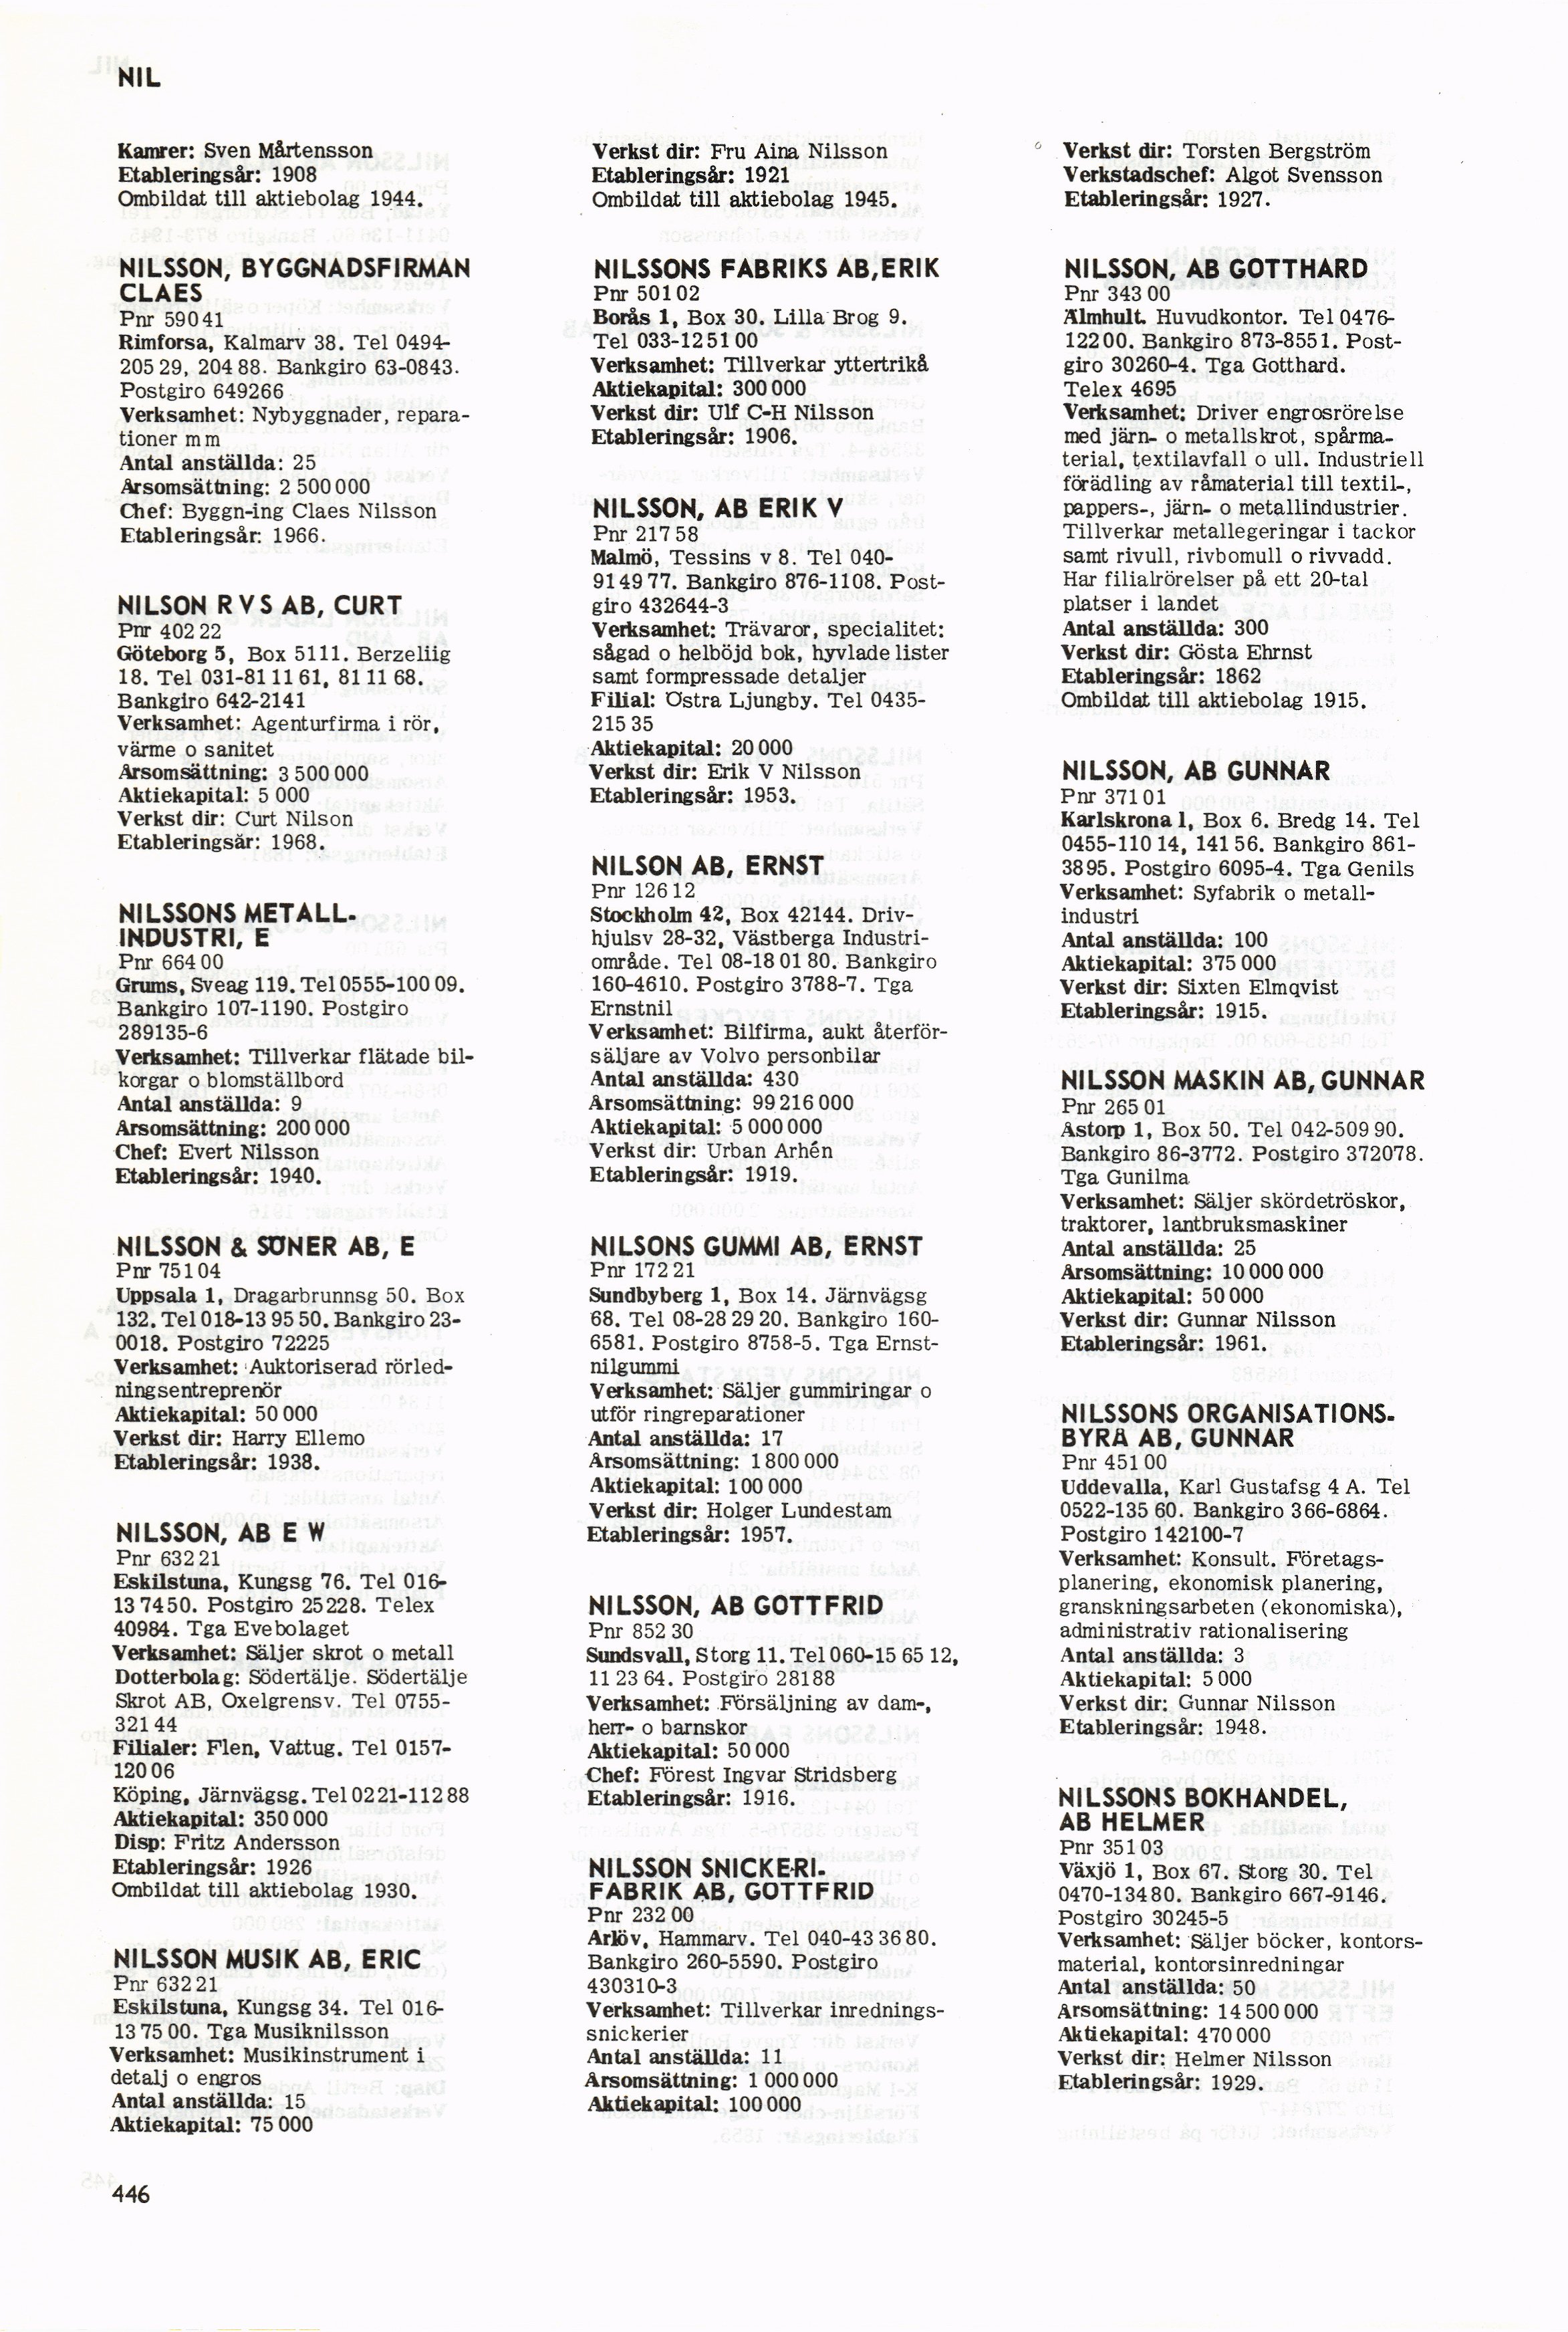 NIL
Kamrer: Sven Mårtensson
Etableringsår: 1908
Ombildat till aktiebolag 1944.
NILSSON, BYGGNADSFIRMAN
CLAES
Pnr 590 41
Rimforsa, Kalmarv 38. Tel 0494-
205 29, 204 88. Bankgiro 63-0843.
Postgiro 649266
Verksamhet: Nybyggnader, repara-
tioner m m
Antal anställda: 25
Årsomsättning: 2 500 000
Chef: Byggn-ing Claes Nilsson
Etableringsår: 1966.
NILSON R V S AB, CURT
Pnr 402 22
Göteborg 5, Box 5111. Berzeliig
18. Tel 031-81 11 61, 81 11 68.
Bankgiro 642-2141
Verksamhet: Agenturfirma i rör,
värme o sanitet
Årsomsättning: 3 500 000
Aktiekapital: 5 000
Verkst dir: Curt Nilson
Etableringsår: 1968.
NILSSONS METALL-
INDUSTRI, E
Pnr 664 00
Grums, Sveag 119. Tel 0555-100 09.
Bankgiro 107-1190. Postgiro
289135-6
Verksamhet: Tillverkar flätade bil-
korgar o blomställbord
Antal anställda: 9
Årsomsättning: 200 000
Chef: Evert Nilsson
Etableringsår: 1940.
NILSSON & SÖNER AB, E
Pnr 751 04
Uppsala 1, Dragarbrunnsg 50. Box
132. Tel 018-13 95 50. Bankgiro 23-
0018. Postgiro 72225
Verksamhet: Auktoriserad rörled-
ningsentreprenör
Aktiekapital: 50 000
Verkst dir: Harry Ellemo
Etableringsår: 1938.
NILSSON, AB E W
Pnr 632 21
Eskilstuna, Kungsg 76. Tel 016-
13 74 50. Postgiro 25228. Telex
40984. Tga Evebolaget
Verksamhet: Säljer skrot o metall
Dotterbolag: Södertälje. Södertälje
Skrot AB, Oxelgrensv. Tel 0755-
321 44
Filialer: Flen, Vattug. Tel 0157-
120 06
Köping, Järnvägsg. Tel 0221-112 88
Aktiekapital: 350 000
Disp: Fritz Andersson
Etableringsår: 1926
Ombildat till aktiebolag 1930.
NILSSON MUSIK AB, ERIC
Pnr 632 21
Eskilstuna, Kungsg 34. Tel 016-
13 75 00. Tga Musiknilsson
Verksamhet: Musikinstrument i
detalj o engros
Antal anställda: 15
Aktiekapital: 75 000
446
Verkst dir: Fru Aina Nilsson
Etableringsår: 1921
Ombildat till aktiebolag 1945.
NILSSONS FABRIKS AB, ERIK
Pnr 501 02
Borås 1, Box 30. Lilla Brog 9.
Tel 033-12 51 00
Verksamhet: Tillverkar yttertrikå
Aktiekapital: 300 000
Verkst dir: Ulf C-H Nilsson
Etableringsår: 1906.
NILSSON, AB ERIK V
Pnr 217 58
Malmö, Tessins v 8. Tel 040-
91 49 77. Bankgiro 876-1108. Post-
giro 432644-3
Verksamhet: Trävaror, specialitet:
sågad o helböjd bok, hyvlade lister
samt formpressade detaljer
Filial: Östra Ljungby. Tel 0435-
215 35
Aktiekapital: 20 000
Verkst dir: Erik V Nilsson
Etableringsår: 1953.
NILSON AB, ERNST
Pnr 126 12
Stockholm 42, Box 42144. Driv-
hjulsv 28-32, Västberga Industri-
område. Tel 08-18 01 80. Bankgiro
160-4610. Postgiro 3788-7. Tga
Ernstnil
Verksamhet: Bilfirma, aukt återför-
säljare av Volvo personbilar
Antal anställda: 430
Årsomsättning: 99 216 000
Aktiekapital: 5 000 000
Verkst dir: Urban Arhén
Etableringsår: 1919.
NILSONS GUMMI AB, ERNST
Pnr 172 21
Sundbyberg 1, Box 14. Järnvägsg
68. Tel 08-28 29 20. Bankgiro 160-
6581. Postgiro 8758-5. Tga Ernst-
nilgummi
Verksamhet: Säljer gummiringar o
utför ringreparationer
Antal anställda: 17
Årsomsättning: 1 800 000
Aktiekapital: 100 000
Verkst dir: Holger Lundestam
Etableringsår: 1957.
NILSSON, AB GOTTFRID
Pnr 852 30
Sundsvall, Storg 11. Tel 060-15 65 12,
11 23 64. Postgiro 28188
Verksamhet: Försäljning av dam-,
herr- o barnskor
Aktiekapital: 50 000
Chef: Förest Ingvar Stridsberg
Etableringsår: 1916.
NILSSON SNICKERI-
FABRIK AB, GOTTFRID
Pnr 232 00
Arlöv, Hammarv. Tel 040-43 36 80.
Bankgiro 260-5590. Postgiro
430310-3
Verksamhet: Tillverkar inrednings-
snickerier
Antal anställda: 11
Årsomsättning: 1 000 000
Aktiekapital: 100 000
Verkst dir: Torsten Bergström
Verkstadschef: Algot Svensson
Etableringsår: 1927.
NILSSON, AB GOTTHARD
Pnr 343 00
Älmhult. Huvudkontor. Tel 0476-
122 00. Bankgiro 873-8551. Post-
giro 30260-4. Tga Gotthard.
Telex 4695
Verksamhet: Driver engrosrörelse
med järn- o metallskrot, spårma-
terial, textilavfall o ull. Industriell
förädling av råmaterial till textil-,
pappers-, järn- o metallindustrier.
Tillverkar metallegeringar i tackor
samt rivull, rivbomull o rivvadd.
Har filialrörelser på ett 20-tal
platser i landet
Antal anställda: 300
Verkst dir: Gösta Ehrnst
Etableringsår: 1862
Ombildat till aktiebolag 1915.
NILSSON, AB GUNNAR
Pnr 371 01
Karlskrona 1, Box 6. Bredg 14. Tel
0455-110 14, 141 56. Bankgiro 861-
3895. Postgiro 6095-4. Tga Genils
Verksamhet: Syfabrik o metall-
industri
Antal anställda: 100
Aktiekapital: 375 000
Verkst dir: Sixten Elmqvist
Etableringsår: 1915.
NILSSON MASKIN AB, GUNNAR
Pnr 265 01
Åstorp 1, Box 50. Tel 042-509 90.
Bankgiro 86-3772. Postgiro 372078.
Tga Gunilma
Verksamhet: Säljer skördetröskor,
traktorer, lantbruksmaskiner
Antal anställda: 25
Årsomsättning: 10 000 000
Aktiekapital: 50 000
Verkst dir: Gunnar Nilsson
Etableringsår: 1961.
NILSSONS ORGANISATIONS-
BYRÅ AB, GUNNAR
Pnr 451 00
Uddevalla, Karl Gustafsg 4 A. Tel
0522-135 60. Bankgiro 366-6864.
Postgiro 142100-7
Verksamhet: Konsult. Företags-
planering, ekonomisk planering,
granskningsarbeten (ekonomiska),
administrativ rationalisering
Antal anställda: 3
Aktiekapital: 5 000
Verkst dir: Gunnar Nilsson
Etableringsår: 1948.
NILSSONS BOKHANDEL,
AB HELMER
Pnr 351 03
Växjö 1, Box 67. Storg 30. Tel
0470-134 80. Bankgiro 667-9146.
Postgiro 30245-5
Verksamhet: Säljer böcker, kontors-
material, kontorsinredningar
Antal anställda: 50
Årsomsättning: 14 500 000
Aktiekapital: 470 000
Verkst dir: Helmer Nilsson
Etableringsår: 1929.